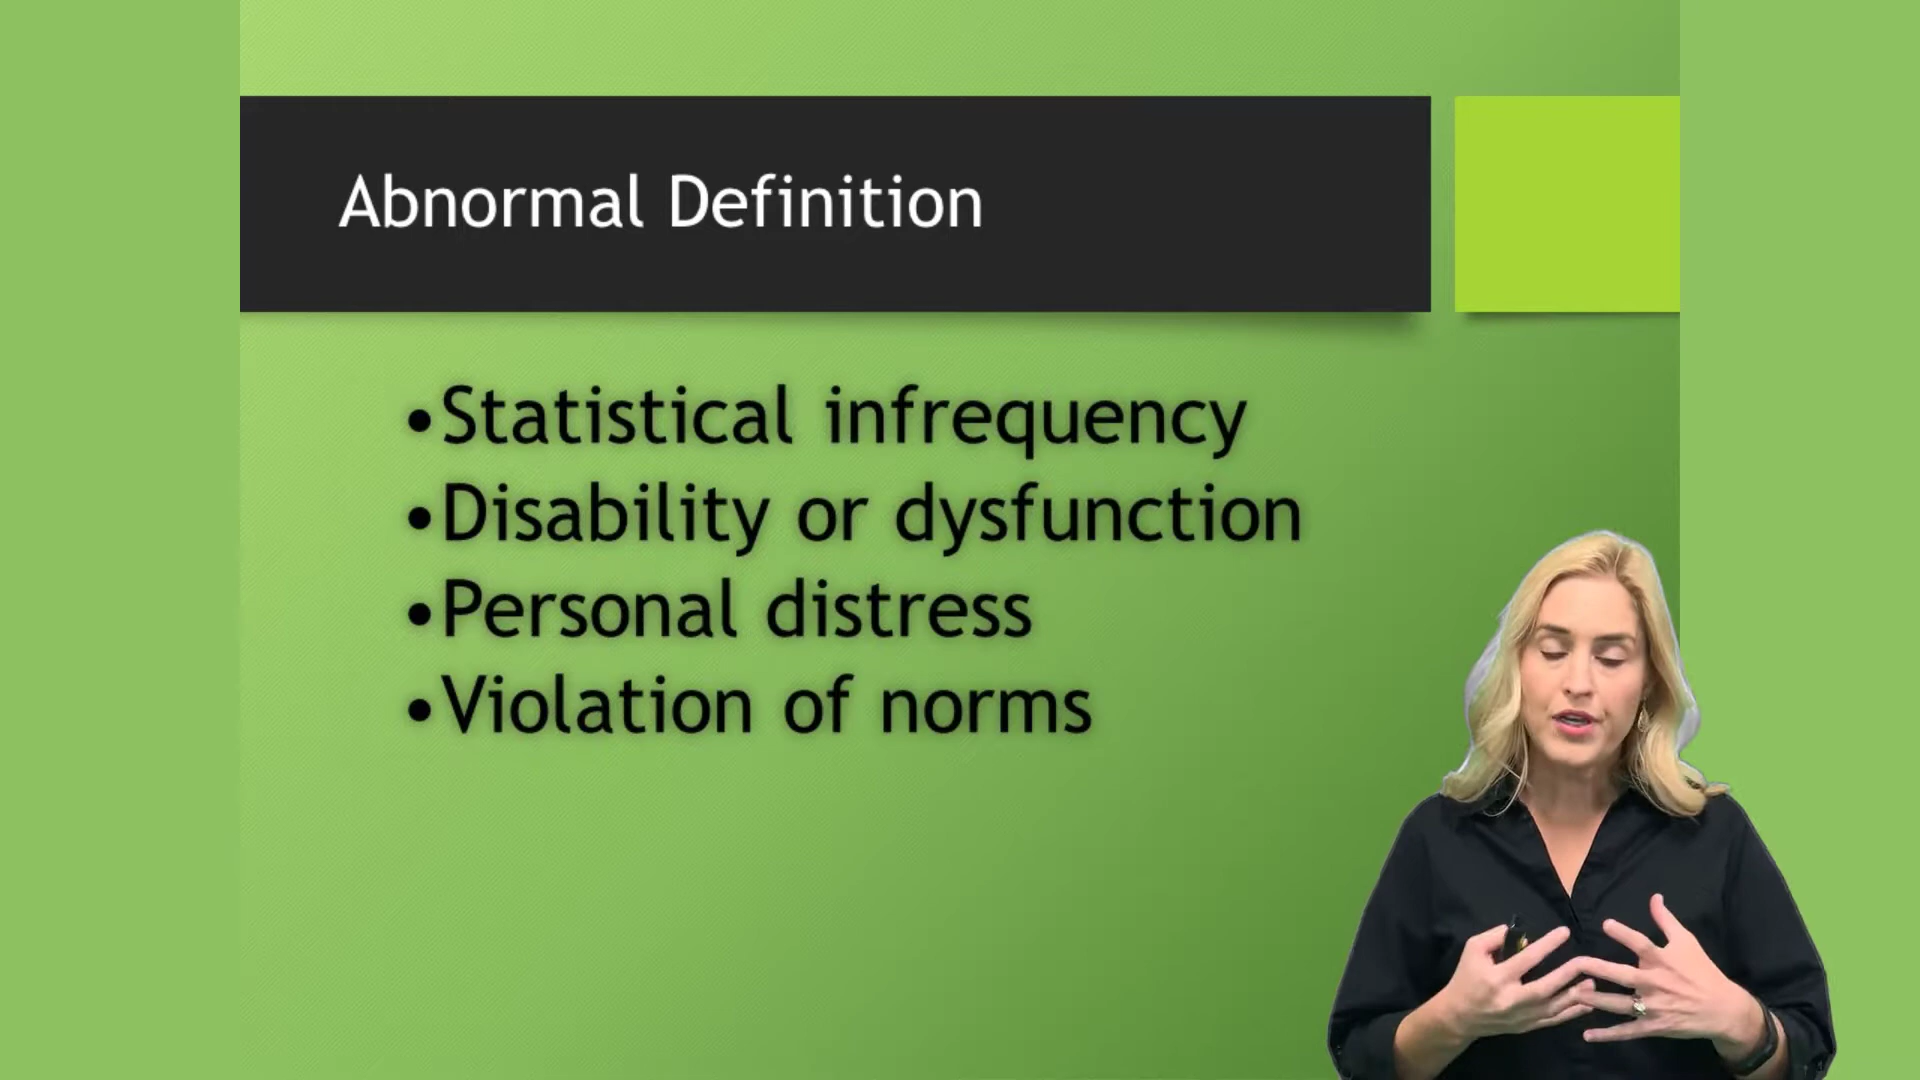 Abnormal Definition
•Statistical infrequency
•Disability or dysfunction
•Personal distress
•Violation of norms